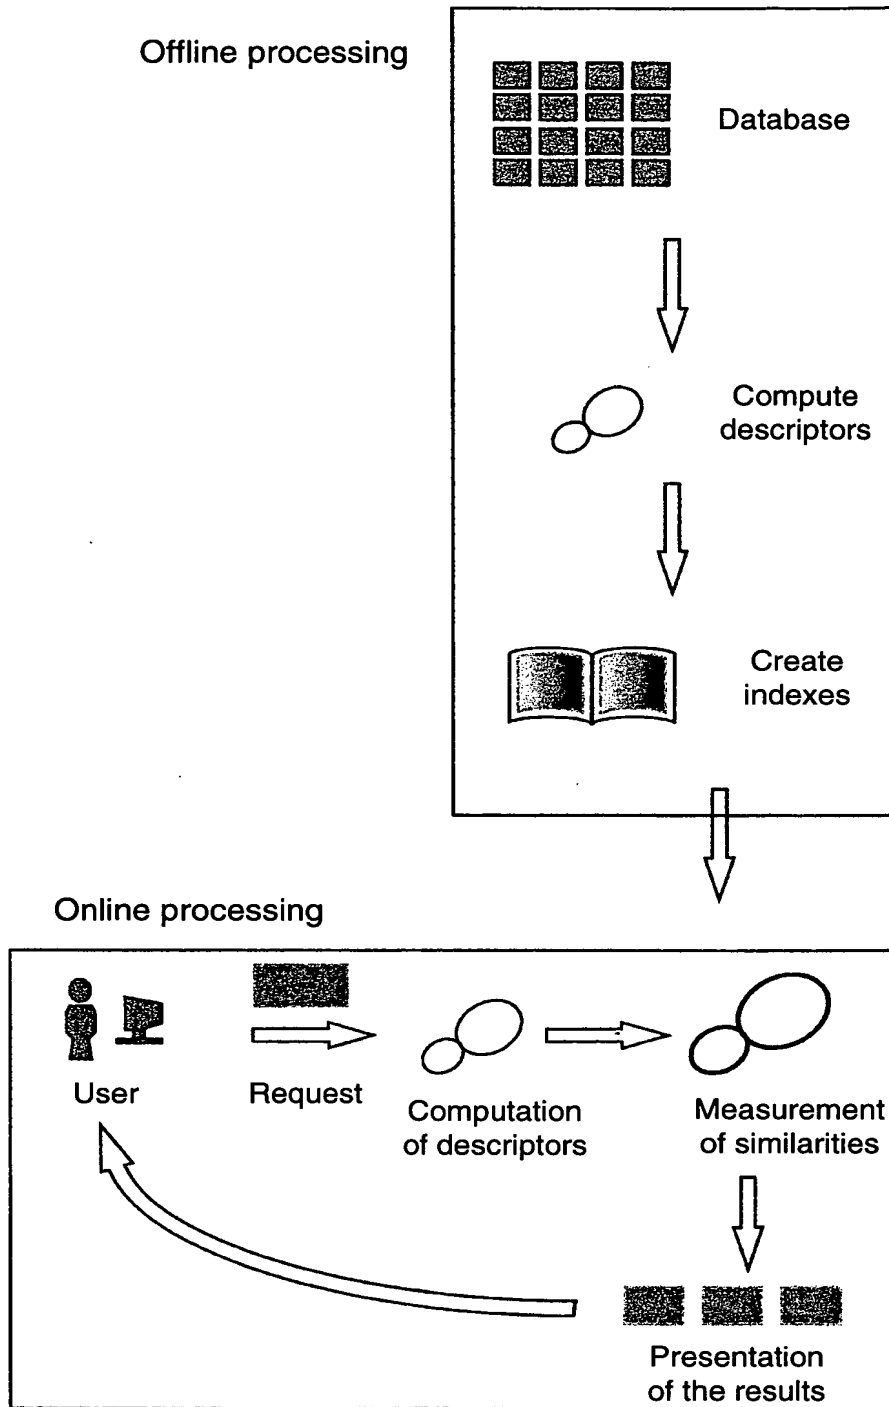 Offline processing
Database
Compute
descriptors
Create
indexes
Online processing
User
Request
Computation
of descriptors
Measurement
of similarities
Presentation
of the results